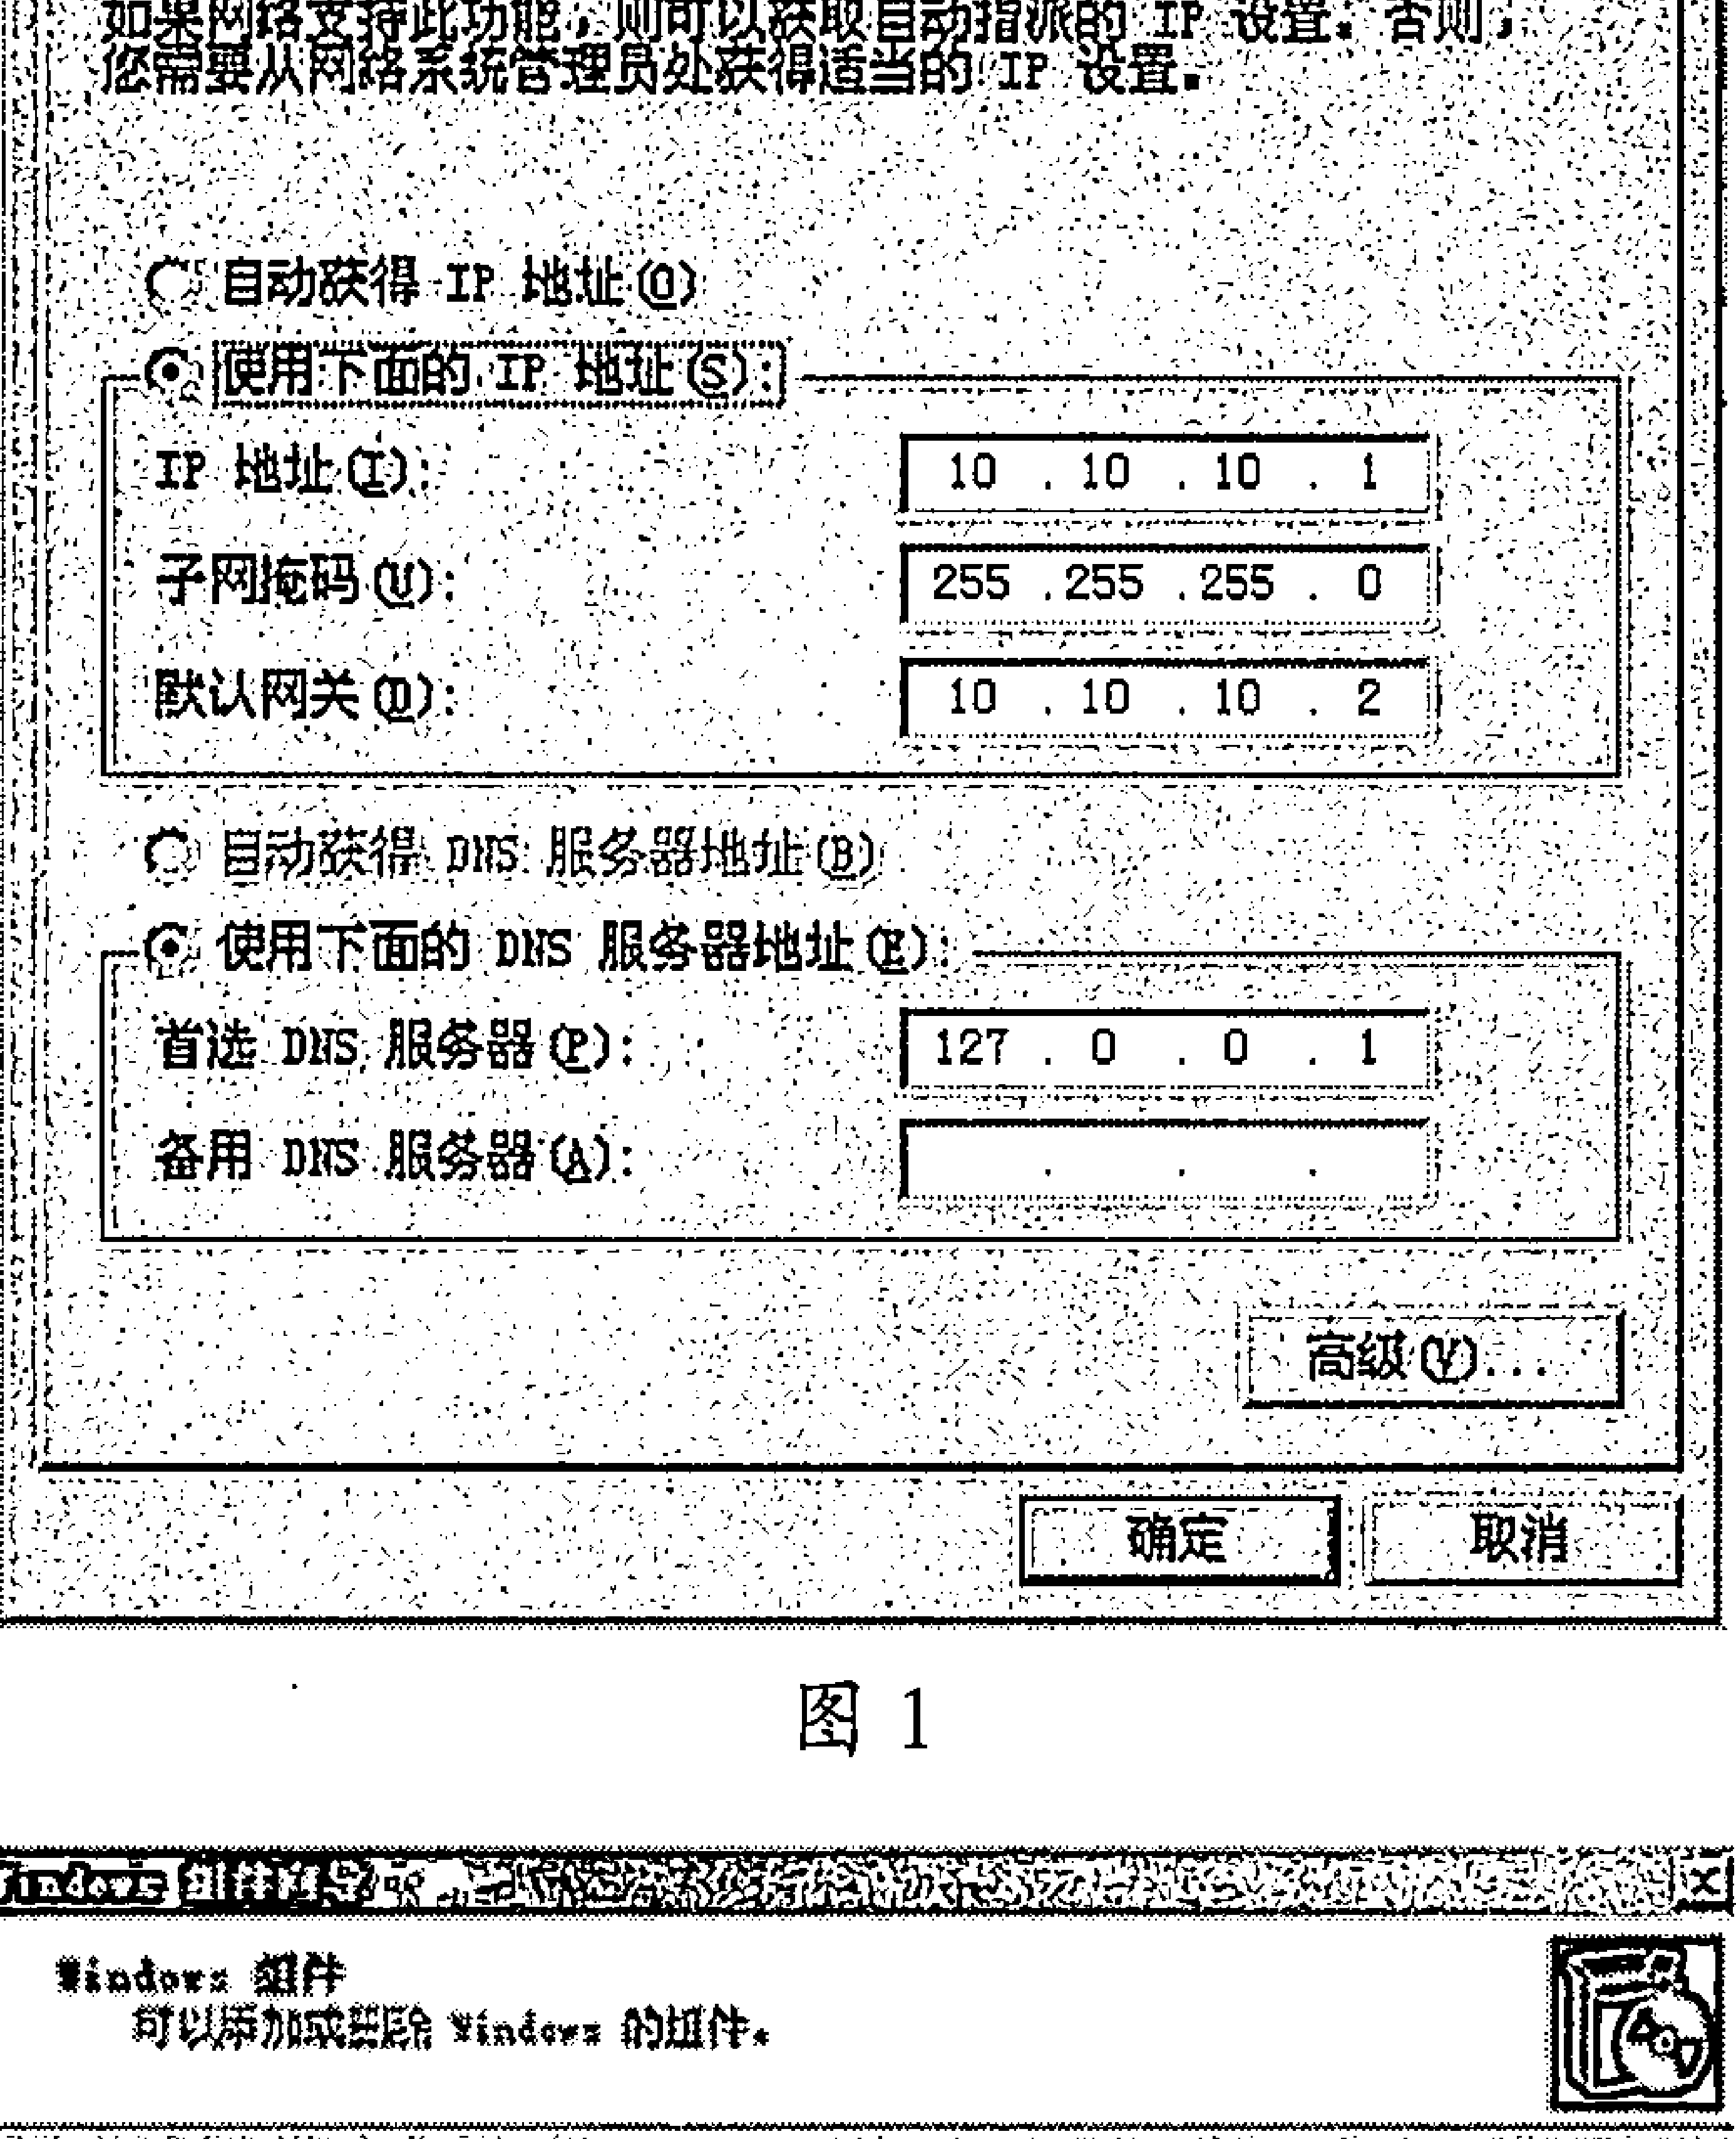 如果网络支持此功能，则可以获取自动指派的 IP 设置。否则，
您需要从网络系统管理员处获得适当的 IP 设置。
自动获得 IP 地址(O)
使用下面的 IP 地址(S):
IP 地址(I): 10 . 10 . 10 . 1
子网掩码(U): 255 . 255 . 255 . 0
默认网关(D): 10 . 10 . 10 . 2
自动获得 DNS 服务器地址(B)
使用下面的 DNS 服务器地址(E):
首选 DNS 服务器(P): 127 . 0 . 0 . 1
备用 DNS 服务器(A): . . .
高级(V)...
确定 取消
图 1
Windows 组件向导
Windows 组件
可以添加或删除 Windows 的组件。